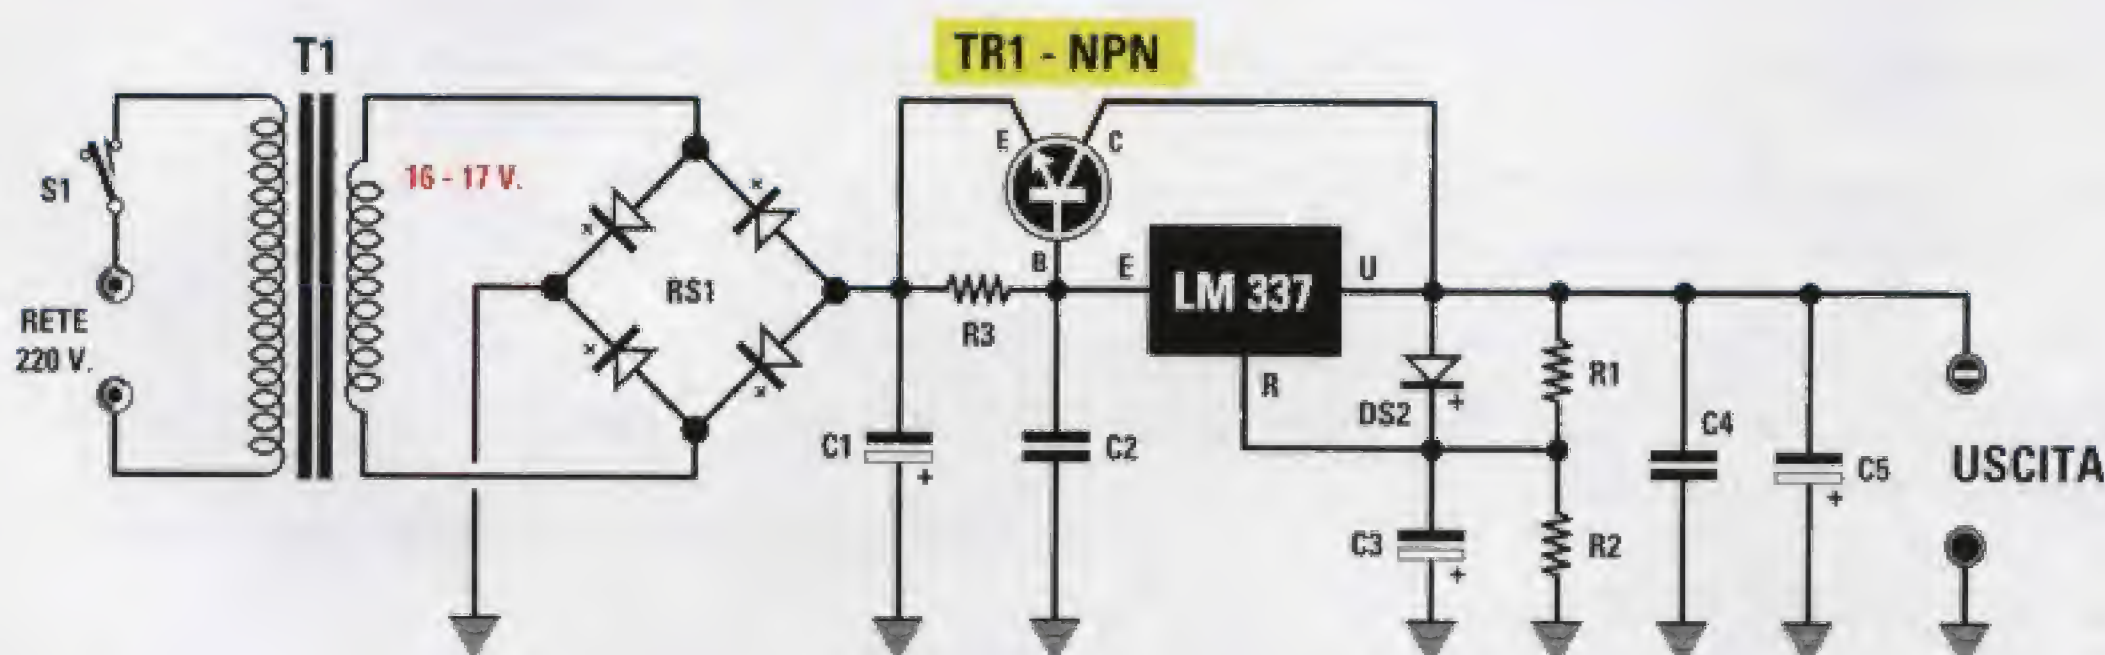 T1
TR1 - NPN
E
C
16 - 17 V.
S1
RS1
B
E
LM 337
U
RETE
220 V.
R3
R
DS2
+
R1
C1
+
C2
C4
C5
+
USCITA
C3
+
R2